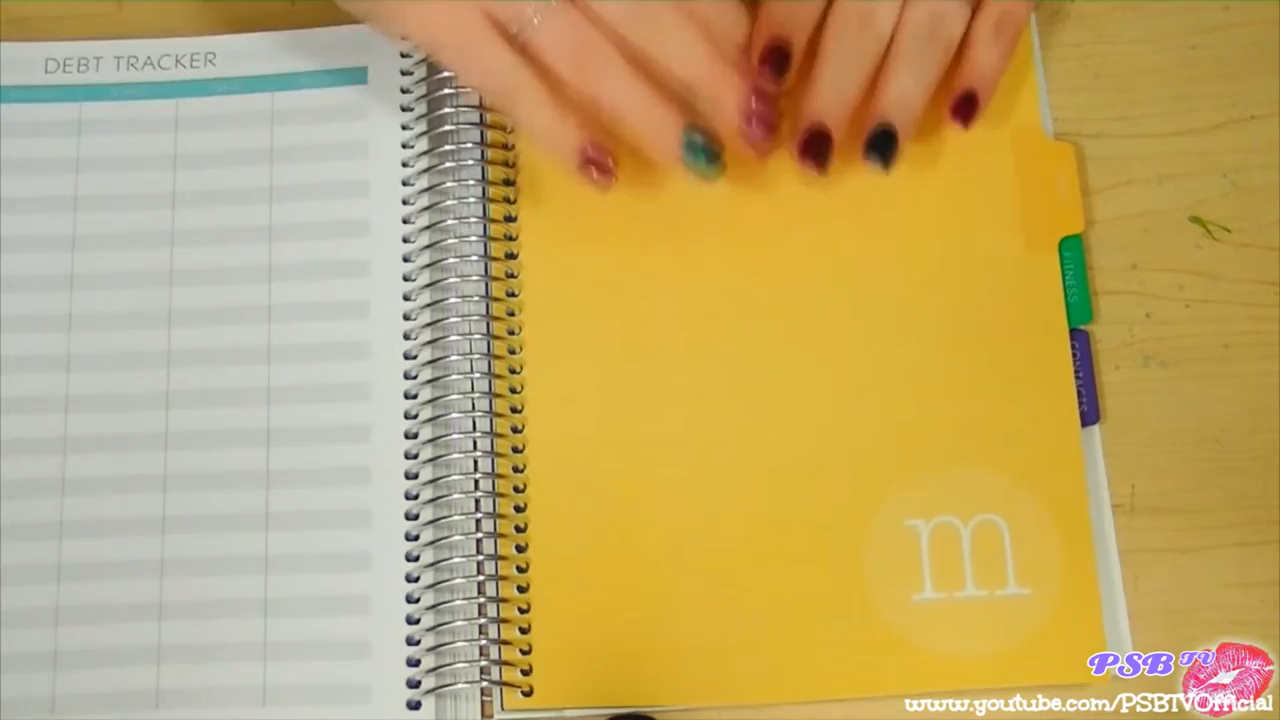 DEBT TRACKER
FITNESS
CONTACTS
m
PSB TV
www.youtube.com/PSBTVOfficial